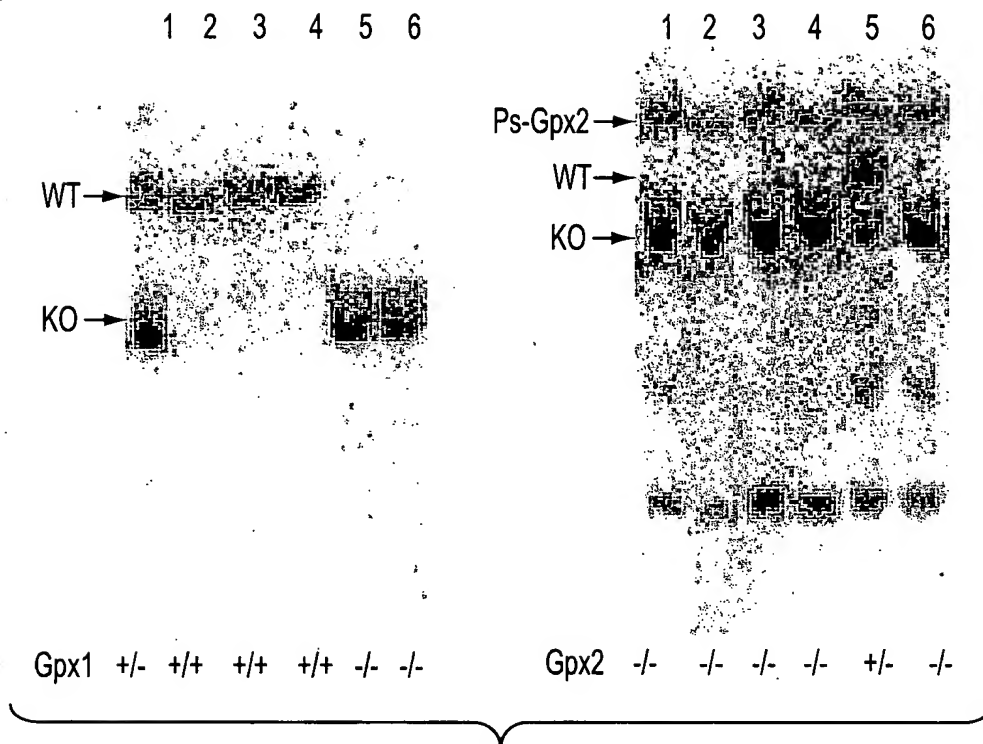 1 2 3 4 5 6
WT
KO
Gpx1 +/- +/+ +/+ +/+ -/- -/-
1 2 3 4 5 6
Ps-Gpx2
WT
KO
Gpx2 -/- -/- -/- -/- +/- -/-